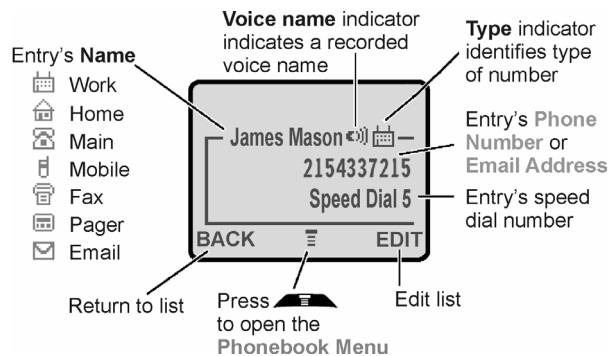 Voice name indicator
indicates a recorded
voice name
Type indicator
identifies type
of number
Entry's Name
Work
Home
Main
Mobile
Fax
Pager
Email
James Mason
2154337215
Speed Dial 5
BACK
EDIT
Entry's Phone
Number or
Email Address
Entry's speed
dial number
Return to list
Press
to open the
Phonebook Menu
Edit list